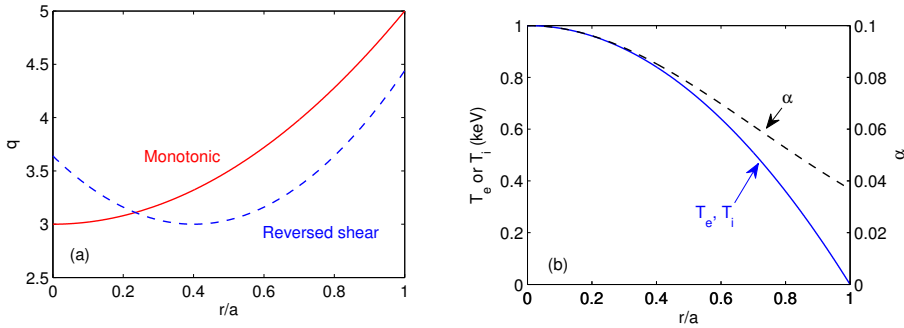 5
4.5
4
3.5
3
2.5
q
Monotonic
Reversed shear
(a)
0
0.2
0.4
0.6
0.8
1
r/a
1
0.8
0.6
0.4
0.2
0
T_e or T_i (keV)
α
T_e, T_i
(b)
0
0.2
0.4
0.6
0.8
1
r/a
0.1
0.08
0.06
0.04
0.02
0
α